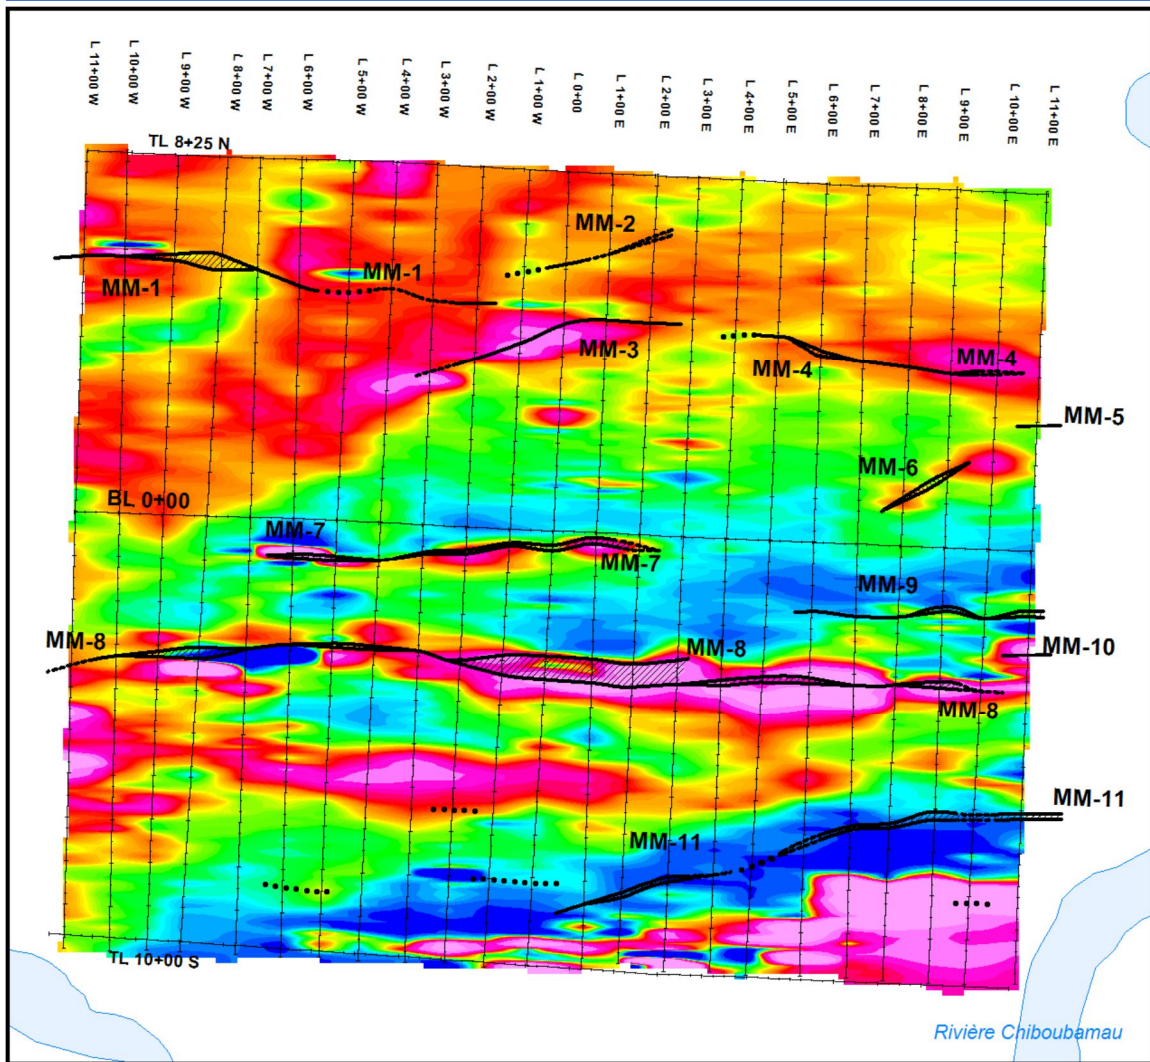 L 11+00 W
L 10+00 W
L 9+00 W
L 8+00 W
L 7+00 W
L 6+00 W
L 5+00 W
L 4+00 W
L 3+00 W
L 2+00 W
L 1+00 W
L 0+00
L 1+00 E
L 2+00 E
L 3+00 E
L 4+00 E
L 5+00 E
L 6+00 E
L 7+00 E
L 8+00 E
L 9+00 E
L 10+00 E
L 11+00 E
TL 8+25 N
MM-2
MM-1
MM-1
MM-3
MM-4
MM-4
MM-5
MM-6
BL 0+00
MM-7
MM-7
MM-9
MM-8
MM-8
MM-10
MM-8
MM-11
MM-11
TL 10+00 S
Rivière Chiboubamau